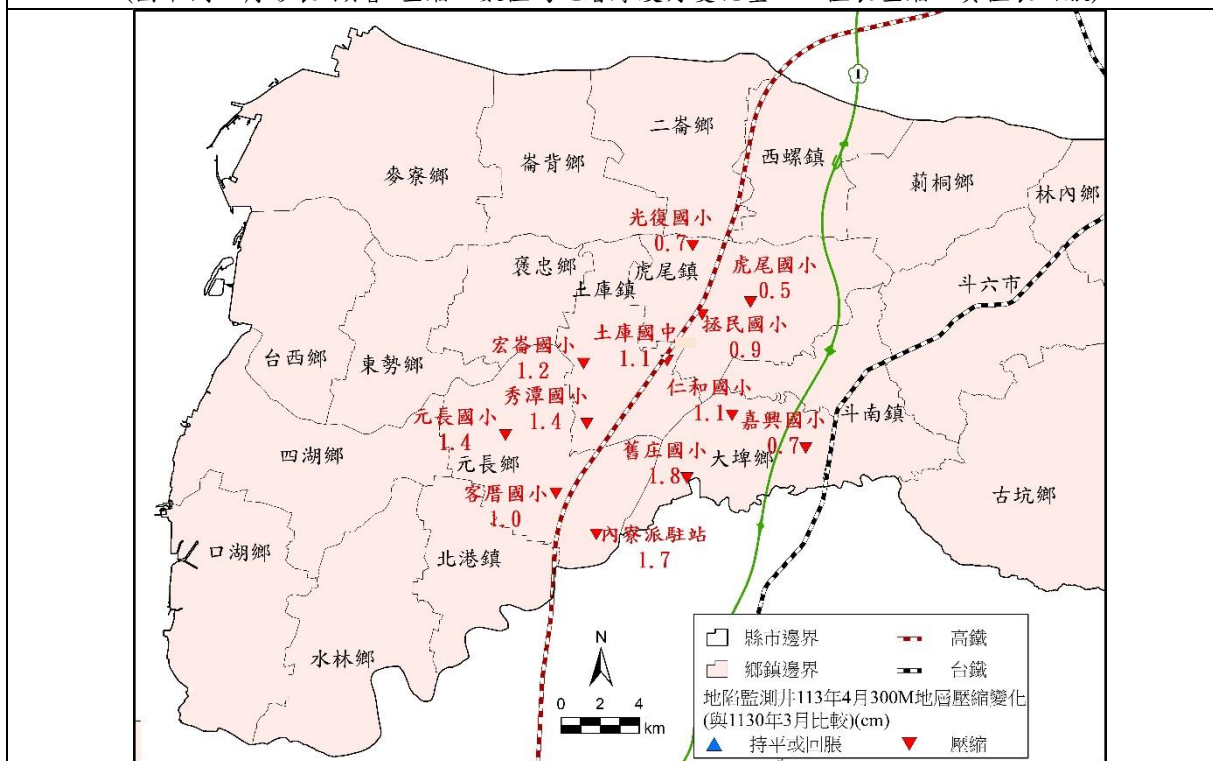 1
二崙鄉
西螺鎮
崙背鄉
麥寮鄉
莿桐鄉
林內鄉
光復國小
0.7
褒忠鄉
虎尾鎮
虎尾國小
0.5
土庫鎮
斗六市
土庫國中
1.1
拯民國小
0.9
宏崙國小
1.2
台西鄉
東勢鄉
仁和國小
1.1
秀潭國小
1.4
元長國小
1.4
嘉興國小
0.7
斗南鎮
四湖鄉
元長鄉
舊庄國小
1.8
大埤鄉
客厝國小
1.0
古坑鄉
內寮派駐站
1.7
口湖鄉
北港鎮
水林鄉
N
0 2 4
km
縣市邊界
高鐵
鄉鎮邊界
台鐵
地陷監測井113年4月300M地層壓縮變化
(與1130年3月比較)(cm)
持平或回脹
壓縮